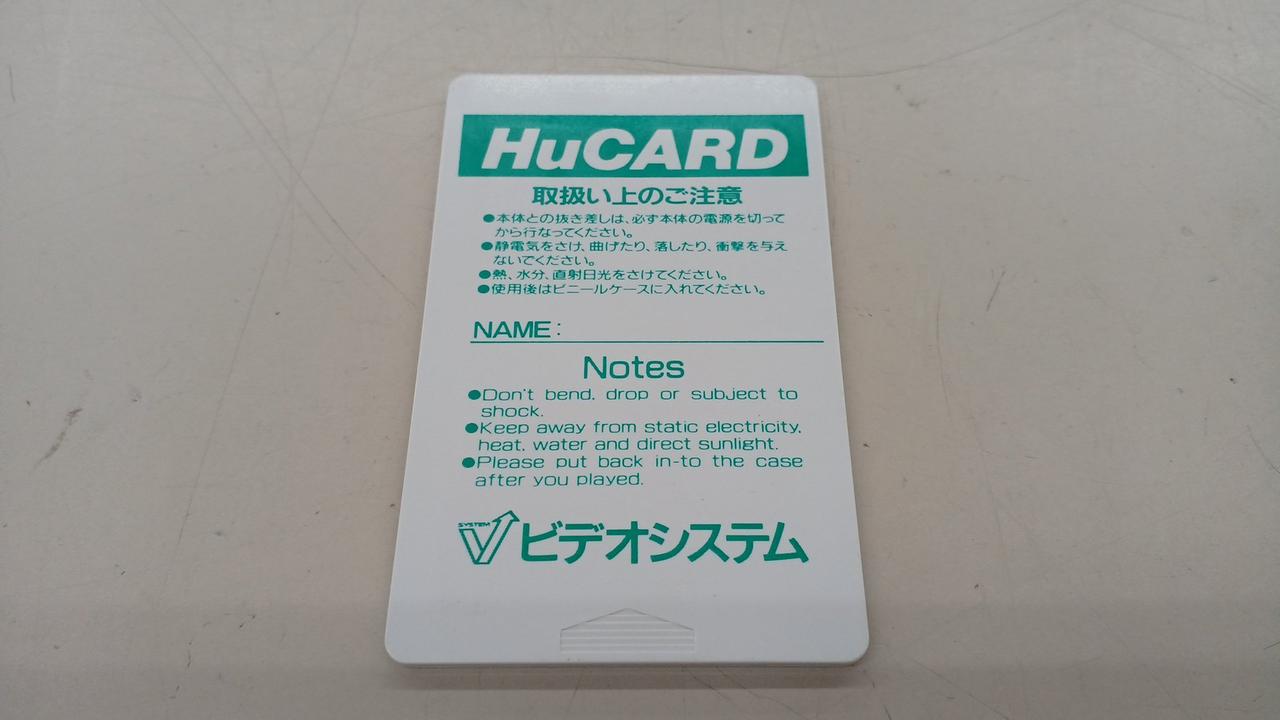 HuCARD
取扱い上のご注意
●本体との抜き差しは、必ず本体の電源を切って
から行なってください。
●静電気をさけ、曲げたり、落したり、衝撃を与え
ないでください。
●熱、水分、直射日光をさけてください。
●使用後はビニールケースに入れてください。
NAME:
Notes
●Don't bend, drop or subject to
shock.
●Keep away from static electricity,
heat, water and direct sunlight.
●Please put back in-to the case
after you played.
SYSTEM V ビデオシステム